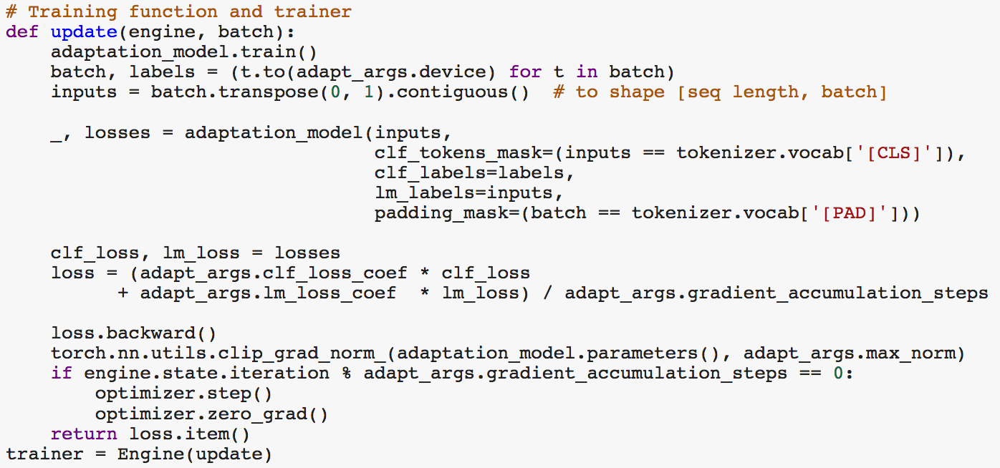 # Training function and trainer
def update(engine, batch):
    adaptation_model.train()
    batch, labels = (t.to(adapt_args.device) for t in batch)
    inputs = batch.transpose(0, 1).contiguous()  # to shape [seq length, batch]

    _, losses = adaptation_model(inputs,
                                 clf_tokens_mask=(inputs == tokenizer.vocab['[CLS]']),
                                 clf_labels=labels,
                                 lm_labels=inputs,
                                 padding_mask=(batch == tokenizer.vocab['[PAD]']))

    clf_loss, lm_loss = losses
    loss = (adapt_args.clf_loss_coef * clf_loss
          + adapt_args.lm_loss_coef  * lm_loss) / adapt_args.gradient_accumulation_steps

    loss.backward()
    torch.nn.utils.clip_grad_norm_(adaptation_model.parameters(), adapt_args.max_norm)
    if engine.state.iteration % adapt_args.gradient_accumulation_steps == 0:
        optimizer.step()
        optimizer.zero_grad()
    return loss.item()
trainer = Engine(update)